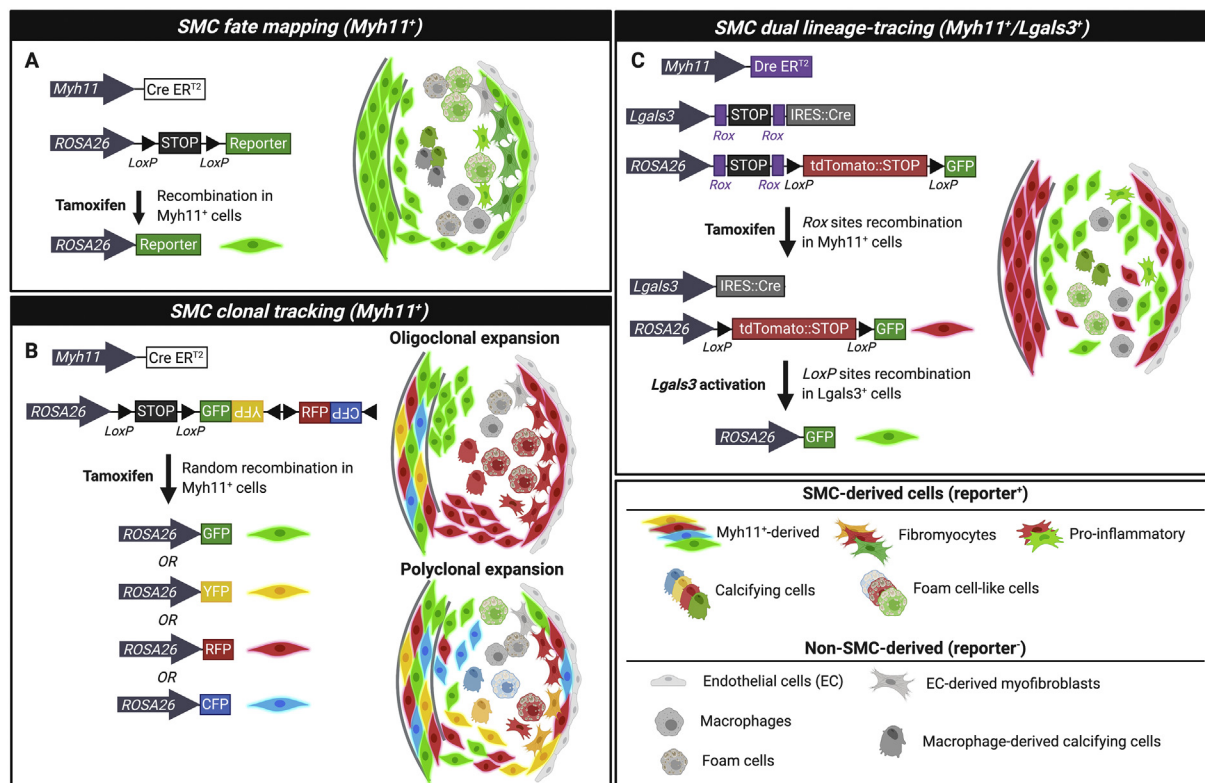 SMC fate mapping (Myh11⁺)
A
Myh11
Cre ERᵀ²
ROSA26
STOP
Reporter
LoxP
LoxP
Tamoxifen
Recombination in
Myh11⁺ cells
ROSA26
Reporter
SMC clonal tracking (Myh11⁺)
B
Myh11
Cre ERᵀ²
Oligoclonal expansion
ROSA26
STOP
GFP
YFP
RFP
CFP
LoxP
LoxP
Tamoxifen
Random recombination in
Myh11⁺ cells
ROSA26
GFP
OR
ROSA26
YFP
OR
ROSA26
RFP
OR
ROSA26
CFP
Polyclonal expansion
SMC dual lineage-tracing (Myh11⁺/Lgals3⁺)
C
Myh11
Dre ERᵀ²
Lgals3
STOP
IRES::Cre
Rox
Rox
ROSA26
STOP
tdTomato::STOP
GFP
Rox
Rox
LoxP
LoxP
Tamoxifen
Rox sites recombination
in Myh11⁺ cells
Lgals3
IRES::Cre
ROSA26
tdTomato::STOP
GFP
LoxP
LoxP
Lgals3 activation
LoxP sites recombination
in Lgals3⁺ cells
ROSA26
GFP
SMC-derived cells (reporter⁺)
Myh11⁺-derived
Fibromyocytes
Pro-inflammatory
Calcifying cells
Foam cell-like cells
Non-SMC-derived (reporter⁻)
Endothelial cells (EC)
EC-derived myofibroblasts
Macrophages
Macrophage-derived calcifying cells
Foam cells